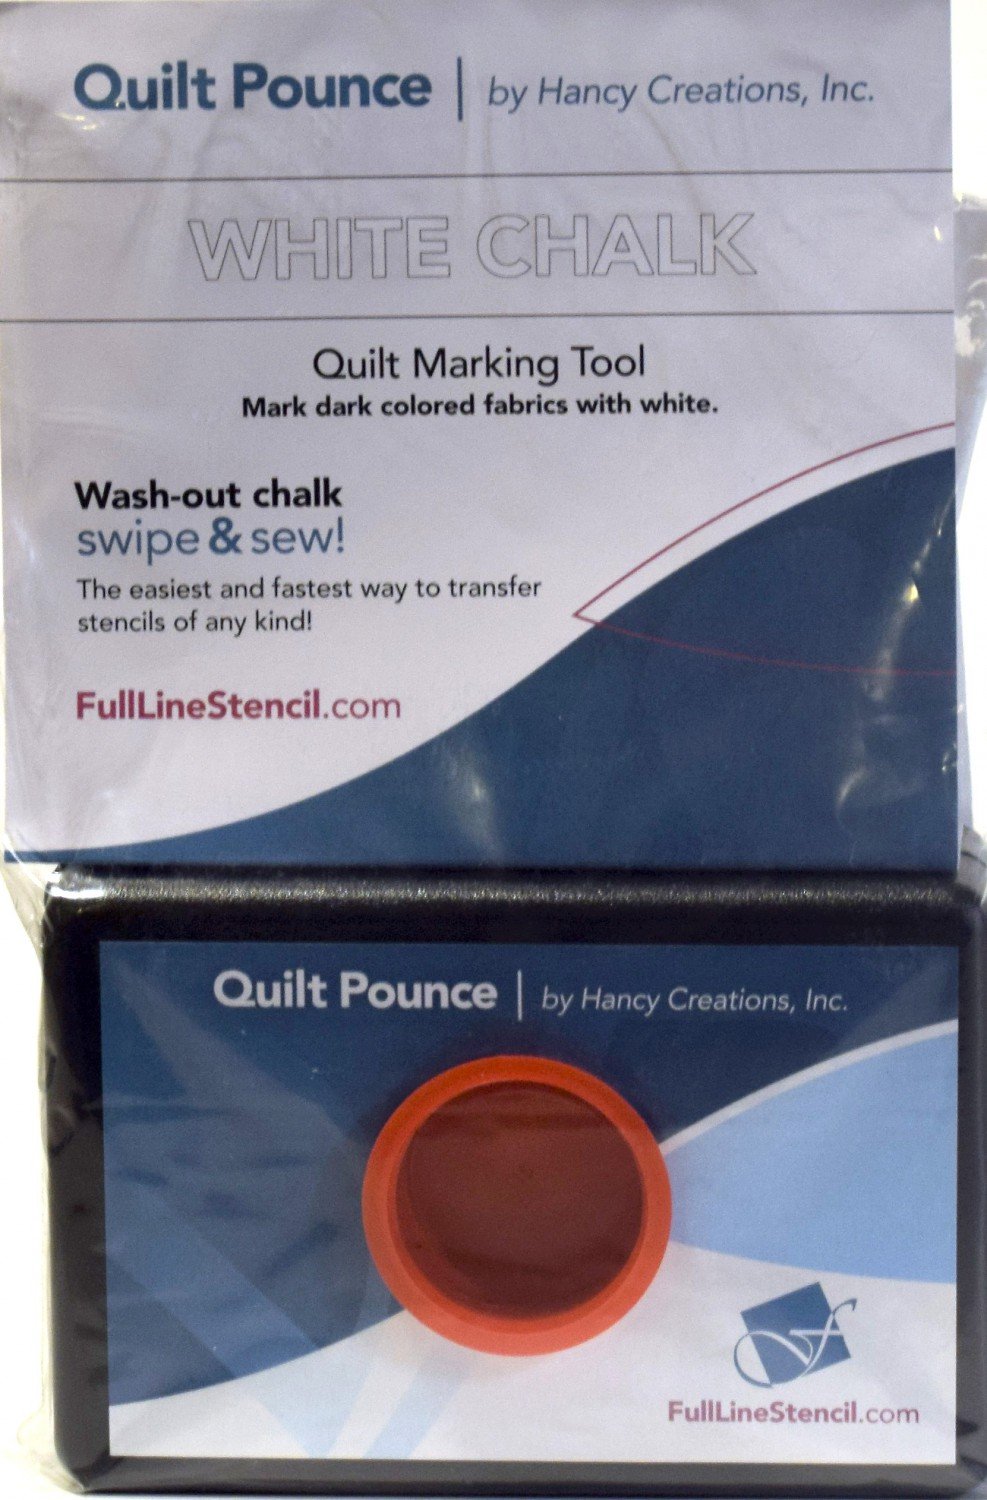 Quilt Pounce | by Hancy Creations, Inc.
WHITE CHALK
Quilt Marking Tool
Mark dark colored fabrics with white.
Wash-out chalk
swipe & sew!
The easiest and fastest way to transfer
stencils of any kind!
FullLineStencil.com
Quilt Pounce | by Hancy Creations, Inc.
FullLineStencil.com